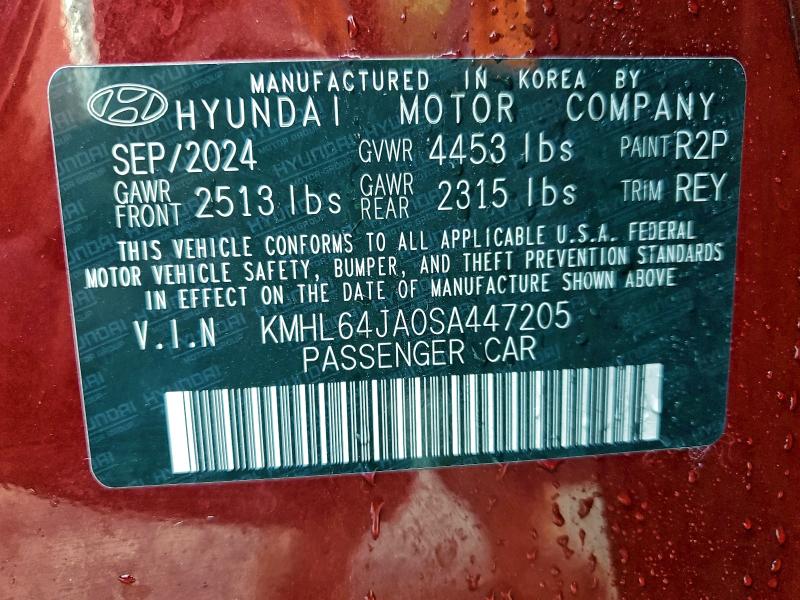 MANUFACTURED IN KOREA BY
HYUNDAI MOTOR COMPANY
SEP/2024 GVWR 4453 lbs PAINT R2P
GAWR FRONT 2513 lbs GAWR REAR 2315 lbs TRIM REY
THIS VEHICLE CONFORMS TO ALL APPLICABLE U.S.A. FEDERAL
MOTOR VEHICLE SAFETY, BUMPER, AND THEFT PREVENTION STANDARDS
IN EFFECT ON THE DATE OF MANUFACTURE SHOWN ABOVE
V.I.N KMHL64JA0SA447205
PASSENGER CAR